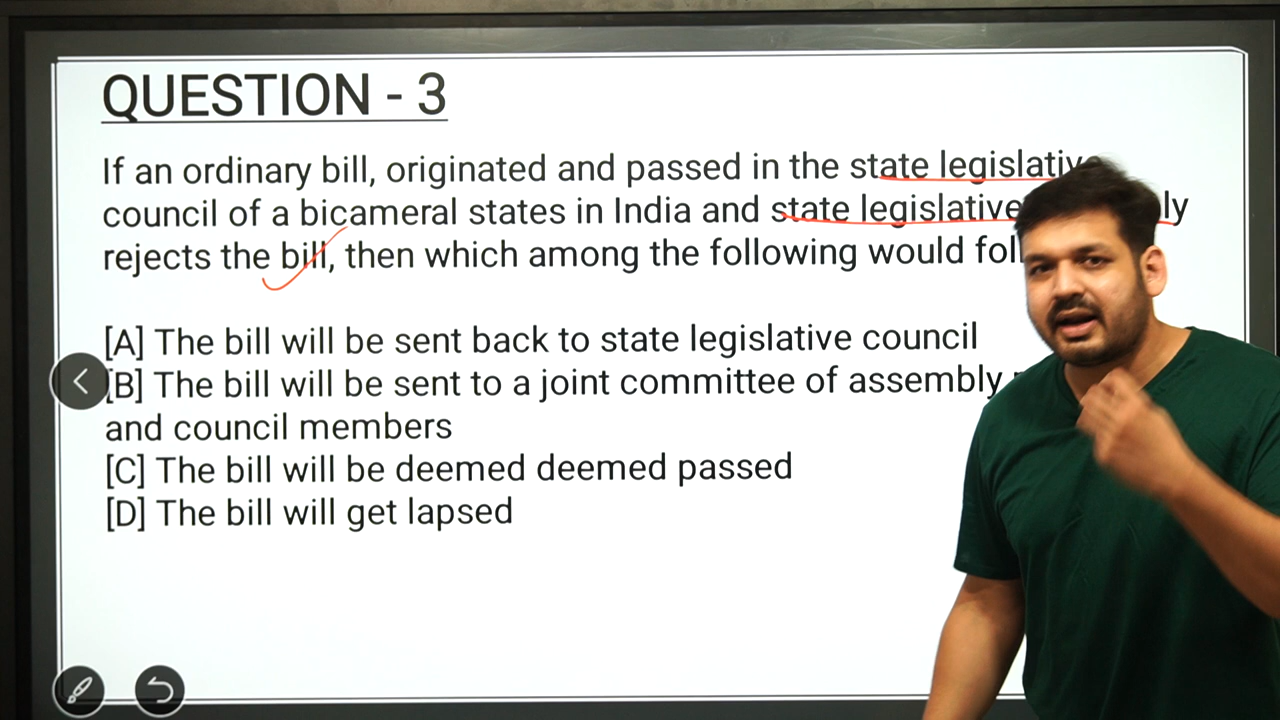 QUESTION - 3
If an ordinary bill, originated and passed in the state legislative
council of a bicameral states in India and state legislative
rejects the bill, then which among the following would
[A] The bill will be sent back to state legislative council
[B] The bill will be sent to a joint committee of assembly
and council members
[C] The bill will be deemed deemed passed
[D] The bill will get lapsed